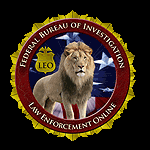 Federal Bureau of Investigation
LEO
Law Enforcement Online